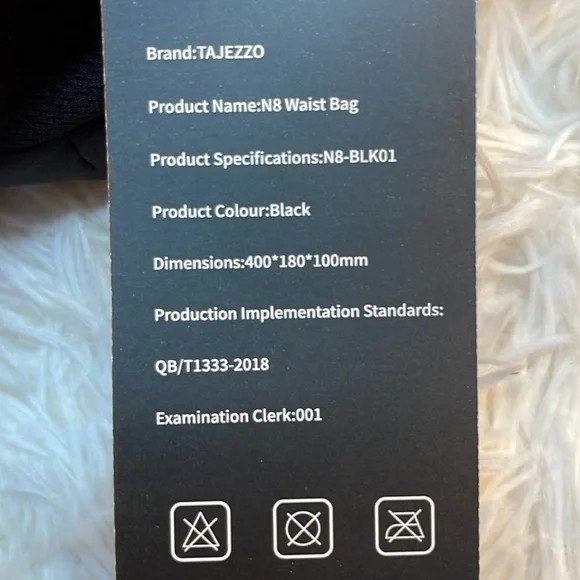 Brand:TAJEZZO
Product Name:N8 Waist Bag
Product Specifications:N8-BLK01
Product Colour:Black
Dimensions:400*180*100mm
Production Implementation Standards:
QB/T1333-2018
Examination Clerk:001